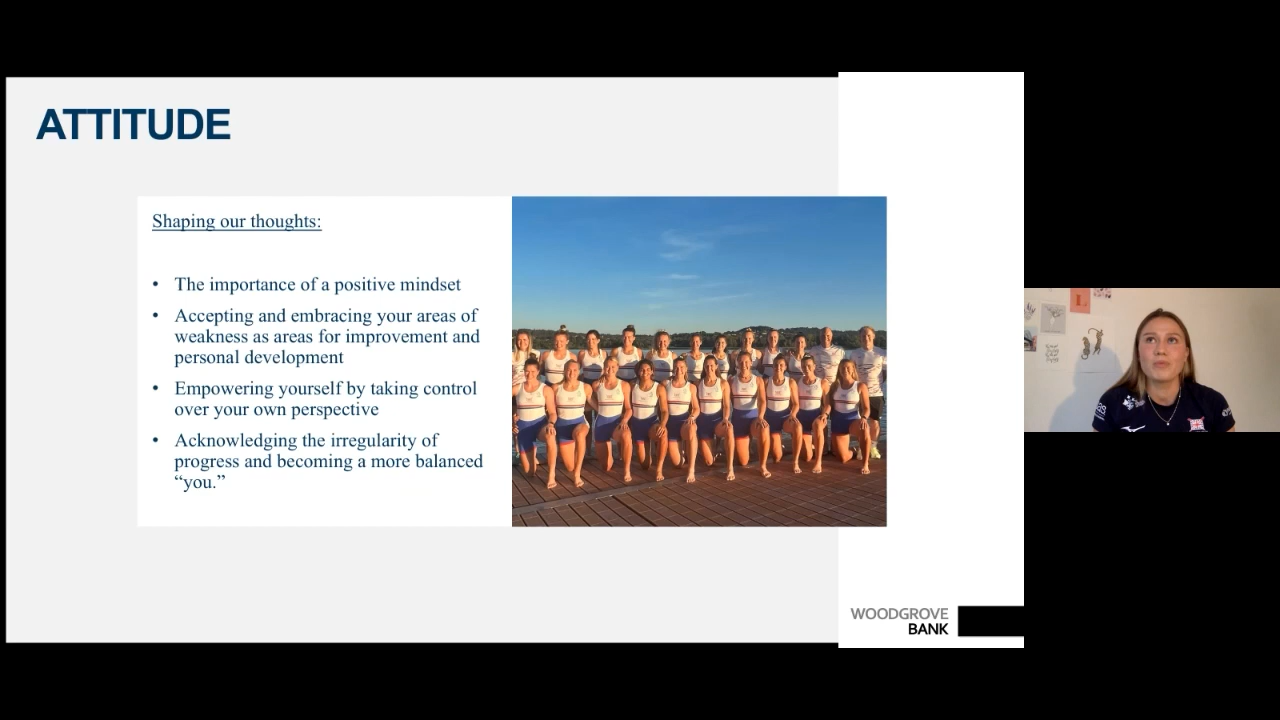 ATTITUDE
Shaping our thoughts:
• The importance of a positive mindset
• Accepting and embracing your areas of
weakness as areas for improvement and
personal development
• Empowering yourself by taking control
over your own perspective
• Acknowledging the irregularity of
progress and becoming a more balanced
“you.”
WOODGROVE
BANK
L